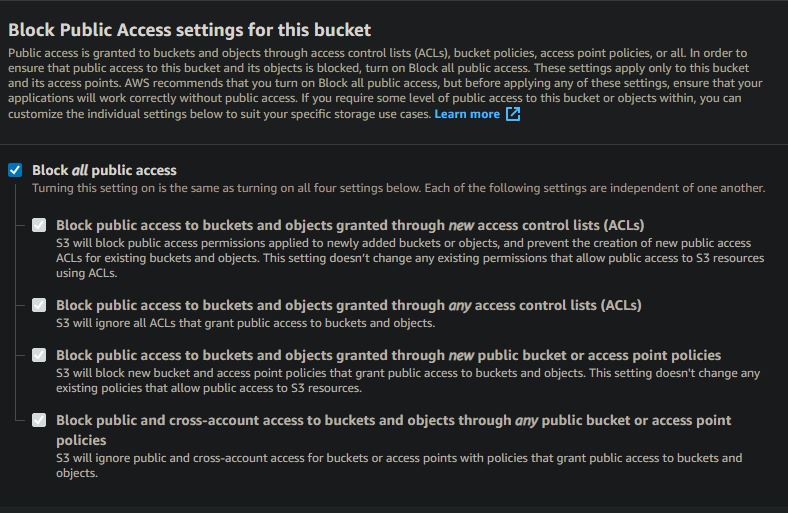 Block Public Access settings for this bucket
Public access is granted to buckets and objects through access control lists (ACLs), bucket policies, access point policies, or all. In order to
ensure that public access to this bucket and its objects is blocked, turn on Block all public access. These settings apply only to this bucket
and its access points. AWS recommends that you turn on Block all public access, but before applying any of these settings, ensure that your
applications will work correctly without public access. If you require some level of public access to this bucket or objects within, you can
customize the individual settings below to suit your specific storage use cases. Learn more
Block all public access
Turning this setting on is the same as turning on all four settings below. Each of the following settings are independent of one another.
Block public access to buckets and objects granted through new access control lists (ACLs)
S3 will block public access permissions applied to newly added buckets or objects, and prevent the creation of new public access
ACLs for existing buckets and objects. This setting doesn't change any existing permissions that allow public access to S3 resources
using ACLs.
Block public access to buckets and objects granted through any access control lists (ACLs)
S3 will ignore all ACLs that grant public access to buckets and objects.
Block public access to buckets and objects granted through new public bucket or access point policies
S3 will block new bucket and access point policies that grant public access to buckets and objects. This setting doesn't change any
existing policies that allow public access to S3 resources.
Block public and cross-account access to buckets and objects through any public bucket or access point
policies
S3 will ignore public and cross-account access for buckets or access points with policies that grant public access to buckets and
objects.